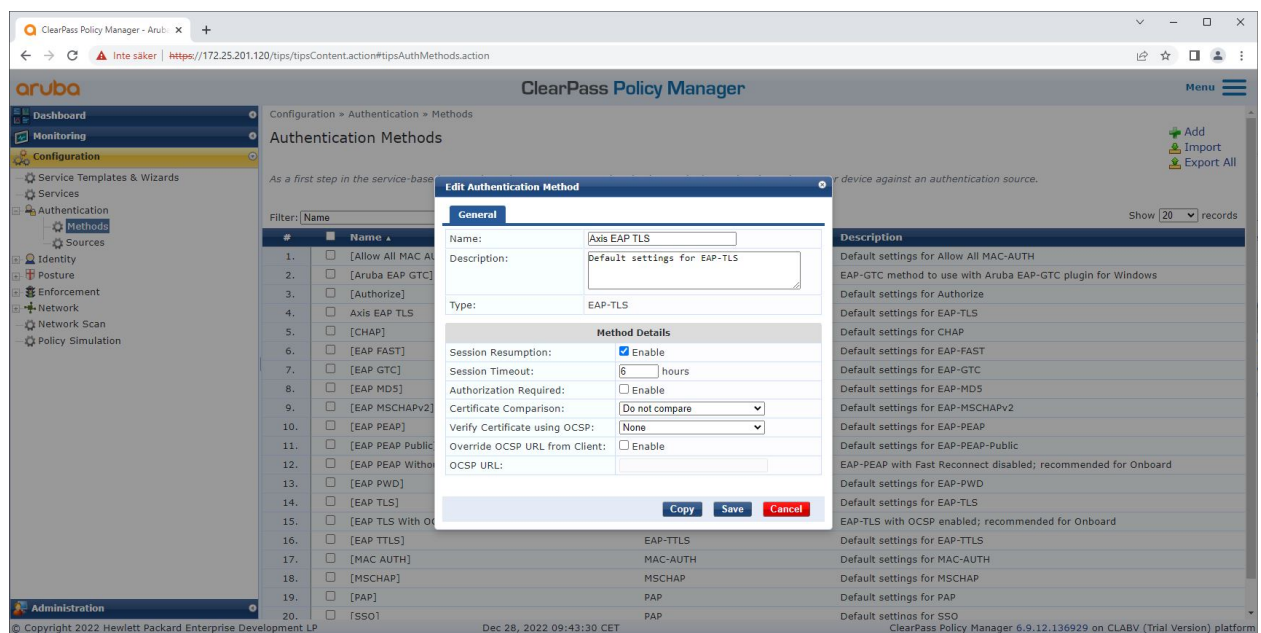 ClearPass Policy Manager - Arub
Inte säker | https://172.25.201.120/tips/tipsContent.action#tipsAuthMethods.action
aruba
ClearPass Policy Manager
Menu
Dashboard
Monitoring
Configuration
Service Templates & Wizards
Services
Authentication
Methods
Sources
Identity
Posture
Enforcement
Network
Network Scan
Policy Simulation
Administration
Configuration » Authentication » Methods
Authentication Methods
Add
Import
Export All
As a first step in the service-base
r device against an authentication source.
Filter: Name
Show 20 records
# Name Description
1. [Allow All MAC AU Default settings for Allow All MAC-AUTH
2. [Aruba EAP GTC] EAP-GTC method to use with Aruba EAP-GTC plugin for Windows
3. [Authorize] Default settings for Authorize
4. Axis EAP TLS Default settings for EAP-TLS
5. [CHAP] Default settings for CHAP
6. [EAP FAST] Default settings for EAP-FAST
7. [EAP GTC] Default settings for EAP-GTC
8. [EAP MD5] Default settings for EAP-MD5
9. [EAP MSCHAPv2] Default settings for EAP-MSCHAPv2
10. [EAP PEAP] Default settings for EAP-PEAP
11. [EAP PEAP Public Default settings for EAP-PEAP-Public
12. [EAP PEAP Withou EAP-PEAP with Fast Reconnect disabled; recommended for Onboard
13. [EAP PWD] Default settings for EAP-PWD
14. [EAP TLS] Default settings for EAP-TLS
15. [EAP TLS With OC EAP-TLS with OCSP enabled; recommended for Onboard
16. [EAP TTLS] EAP-TTLS Default settings for EAP-TTLS
17. [MAC AUTH] MAC-AUTH Default settings for MAC-AUTH
18. [MSCHAP] MSCHAP Default settings for MSCHAP
19. [PAP] PAP Default settings for PAP
20. [SSO] PAP Default settings for SSO
Edit Authentication Method
General
Name: Axis EAP TLS
Description: Default settings for EAP-TLS
Type: EAP-TLS
Method Details
Session Resumption: Enable
Session Timeout: 6 hours
Authorization Required: Enable
Certificate Comparison: Do not compare
Verify Certificate using OCSP: None
Override OCSP URL from Client: Enable
OCSP URL:
Copy Save Cancel
© Copyright 2022 Hewlett Packard Enterprise Development LP Dec 28, 2022 09:43:30 CET ClearPass Policy Manager 6.9.12.136929 on CLABV (Trial Version) platform